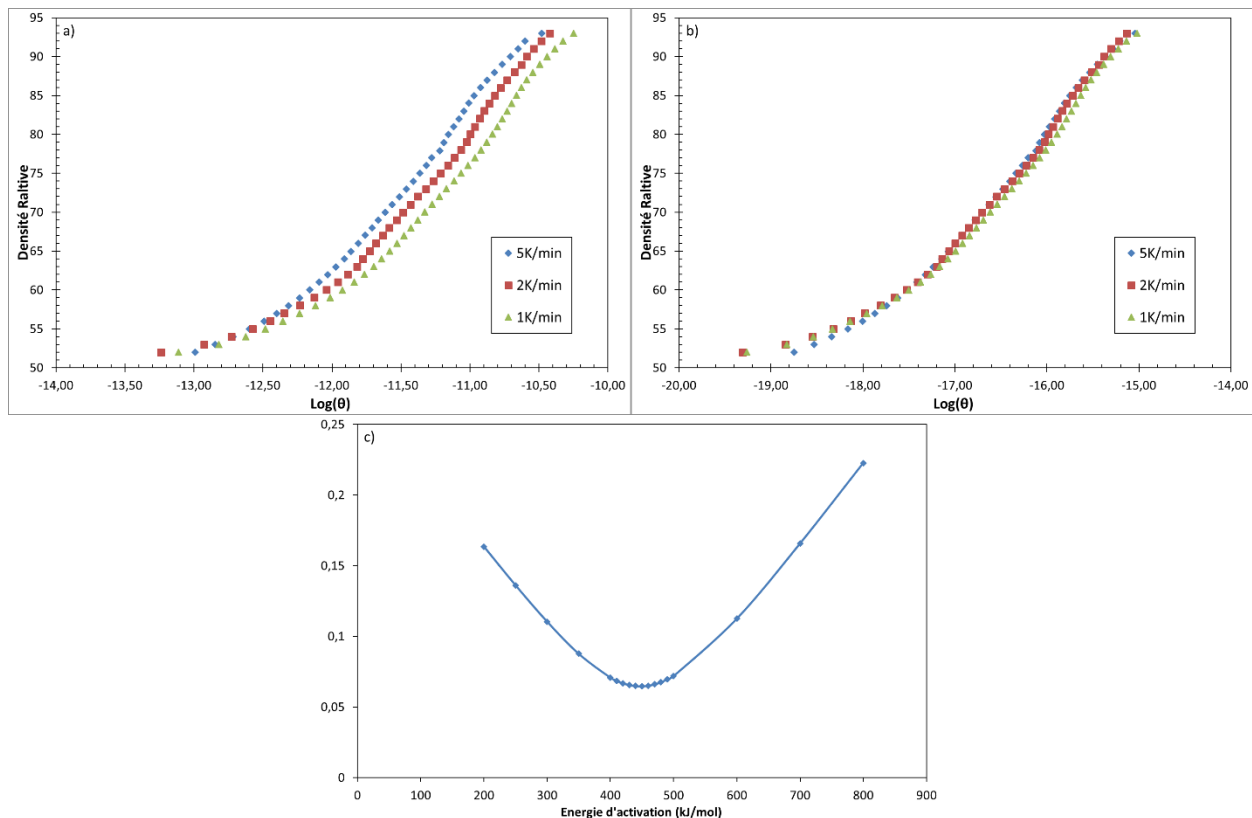 a)
95
90
85
80
75
70
65
60
55
50
Densité Raltive
5K/min
2K/min
1K/min
-14,00 -13,50 -13,00 -12,50 -12,00 -11,50 -11,00 -10,50 -10,00
Log(θ)
b)
95
90
85
80
75
70
65
60
55
50
Densité Raltive
5K/min
2K/min
1K/min
-20,00 -19,00 -18,00 -17,00 -16,00 -15,00 -14,00
Log(θ)
c)
0,25
0,2
0,15
0,1
0,05
0
0 100 200 300 400 500 600 700 800 900
Energie d'activation (kJ/mol)